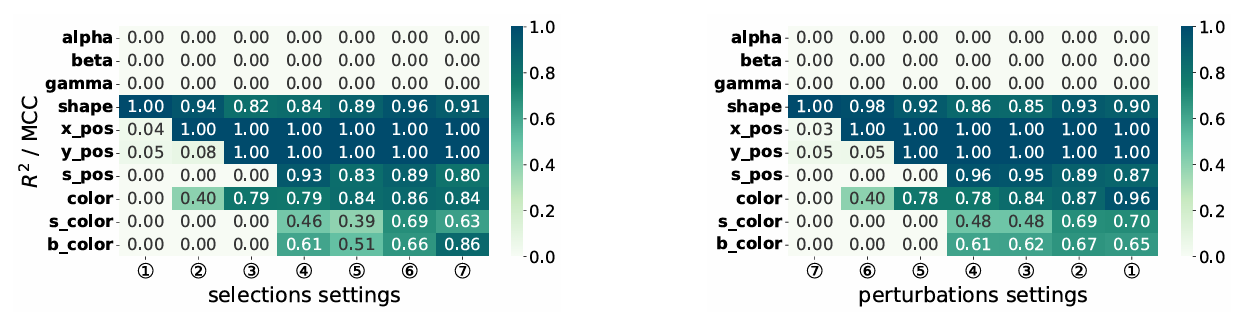 R² / MCC
alpha 0.00 0.00 0.00 0.00 0.00 0.00 0.00
beta 0.00 0.00 0.00 0.00 0.00 0.00 0.00
gamma 0.00 0.00 0.00 0.00 0.00 0.00 0.00
shape 1.00 0.94 0.82 0.84 0.89 0.96 0.91
x_pos 0.04 1.00 1.00 1.00 1.00 1.00 1.00
y_pos 0.05 0.08 1.00 1.00 1.00 1.00 1.00
s_pos 0.00 0.00 0.00 0.93 0.83 0.89 0.80
color 0.00 0.40 0.79 0.79 0.84 0.86 0.84
s_color 0.00 0.00 0.00 0.46 0.39 0.69 0.63
b_color 0.00 0.00 0.00 0.61 0.51 0.66 0.86
① ② ③ ④ ⑤ ⑥ ⑦
selections settings
1.0
0.8
0.6
0.4
0.2
0.0
alpha 0.00 0.00 0.00 0.00 0.00 0.00 0.00
beta 0.00 0.00 0.00 0.00 0.00 0.00 0.00
gamma 0.00 0.00 0.00 0.00 0.00 0.00 0.00
shape 1.00 0.98 0.92 0.86 0.85 0.93 0.90
x_pos 0.03 1.00 1.00 1.00 1.00 1.00 1.00
y_pos 0.05 0.05 1.00 1.00 1.00 1.00 1.00
s_pos 0.00 0.00 0.00 0.96 0.95 0.89 0.87
color 0.00 0.40 0.78 0.78 0.84 0.87 0.96
s_color 0.00 0.00 0.00 0.48 0.48 0.69 0.70
b_color 0.00 0.00 0.00 0.61 0.62 0.67 0.65
⑦ ⑥ ⑤ ④ ③ ② ①
perturbations settings
1.0
0.8
0.6
0.4
0.2
0.0